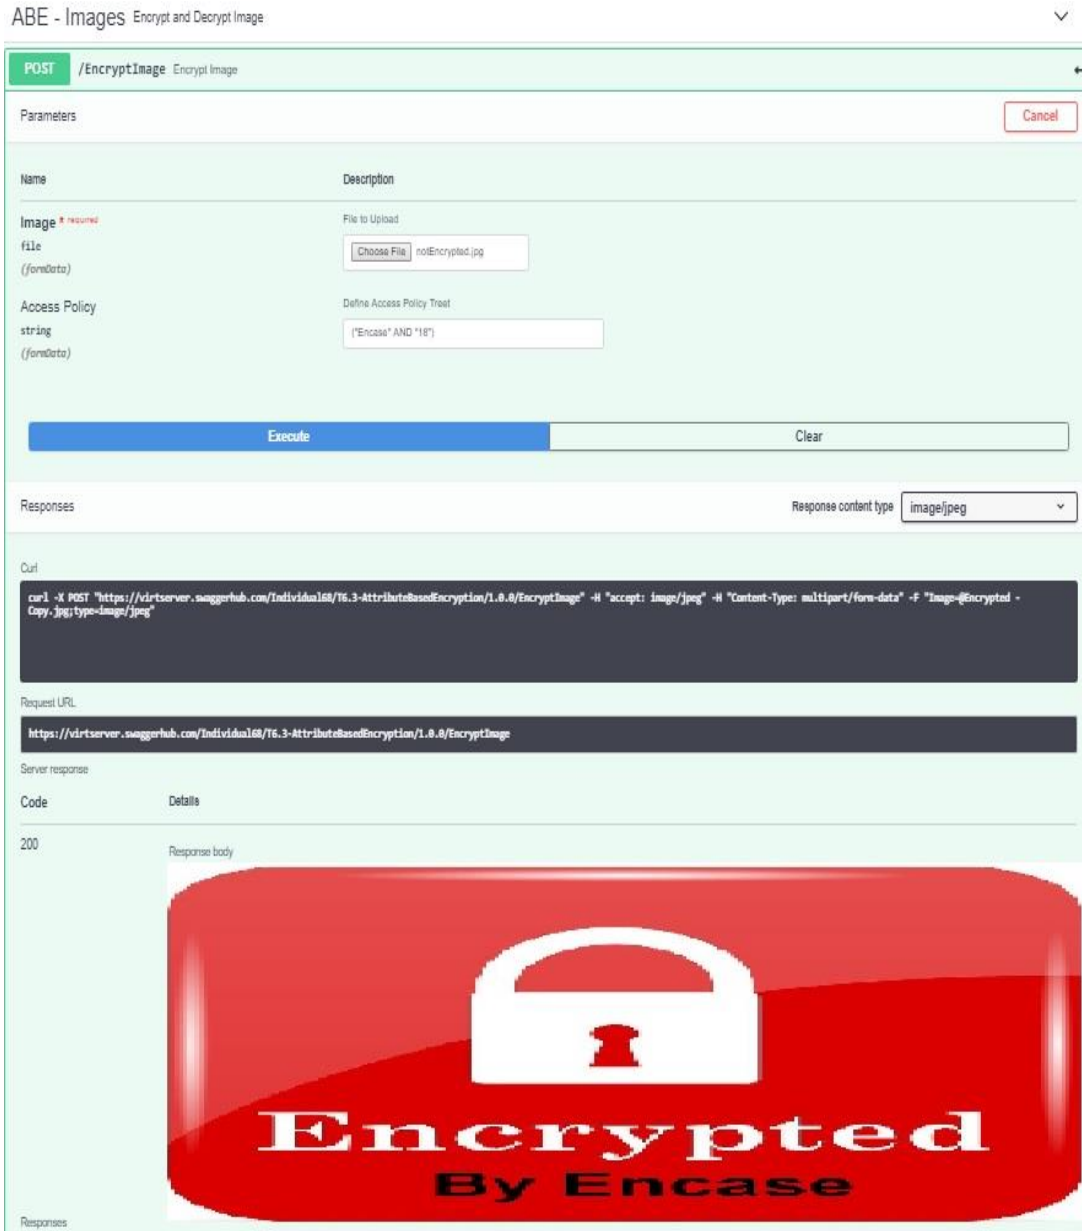 ABE - Images Encrypt and Decrypt Image
POST /EncryptImage Encrypt Image
Parameters
Cancel
Name Description
Image * required File to Upload
file Choose File notEncrypted.jpg
(formData)
Access Policy Define Access Policy Treet
string ("Encase" AND "18")
(formData)
Execute Clear
Responses Response content type image/jpeg
Curl
curl -X POST "https://virtserver.swaggerhub.com/Individual68/T6.3-AttributeBasedEncryption/1.0.0/EncryptImage" -H "accept: image/jpeg" -H "Content-Type: multipart/form-data" -F "Image=@Encrypted -
Copy.jpg;type=image/jpeg"
Request URL
https://virtserver.swaggerhub.com/Individual68/T6.3-AttributeBasedEncryption/1.0.0/EncryptImage
Server response
Code Details
200
Response body
Encrypted
By Encase
Responses